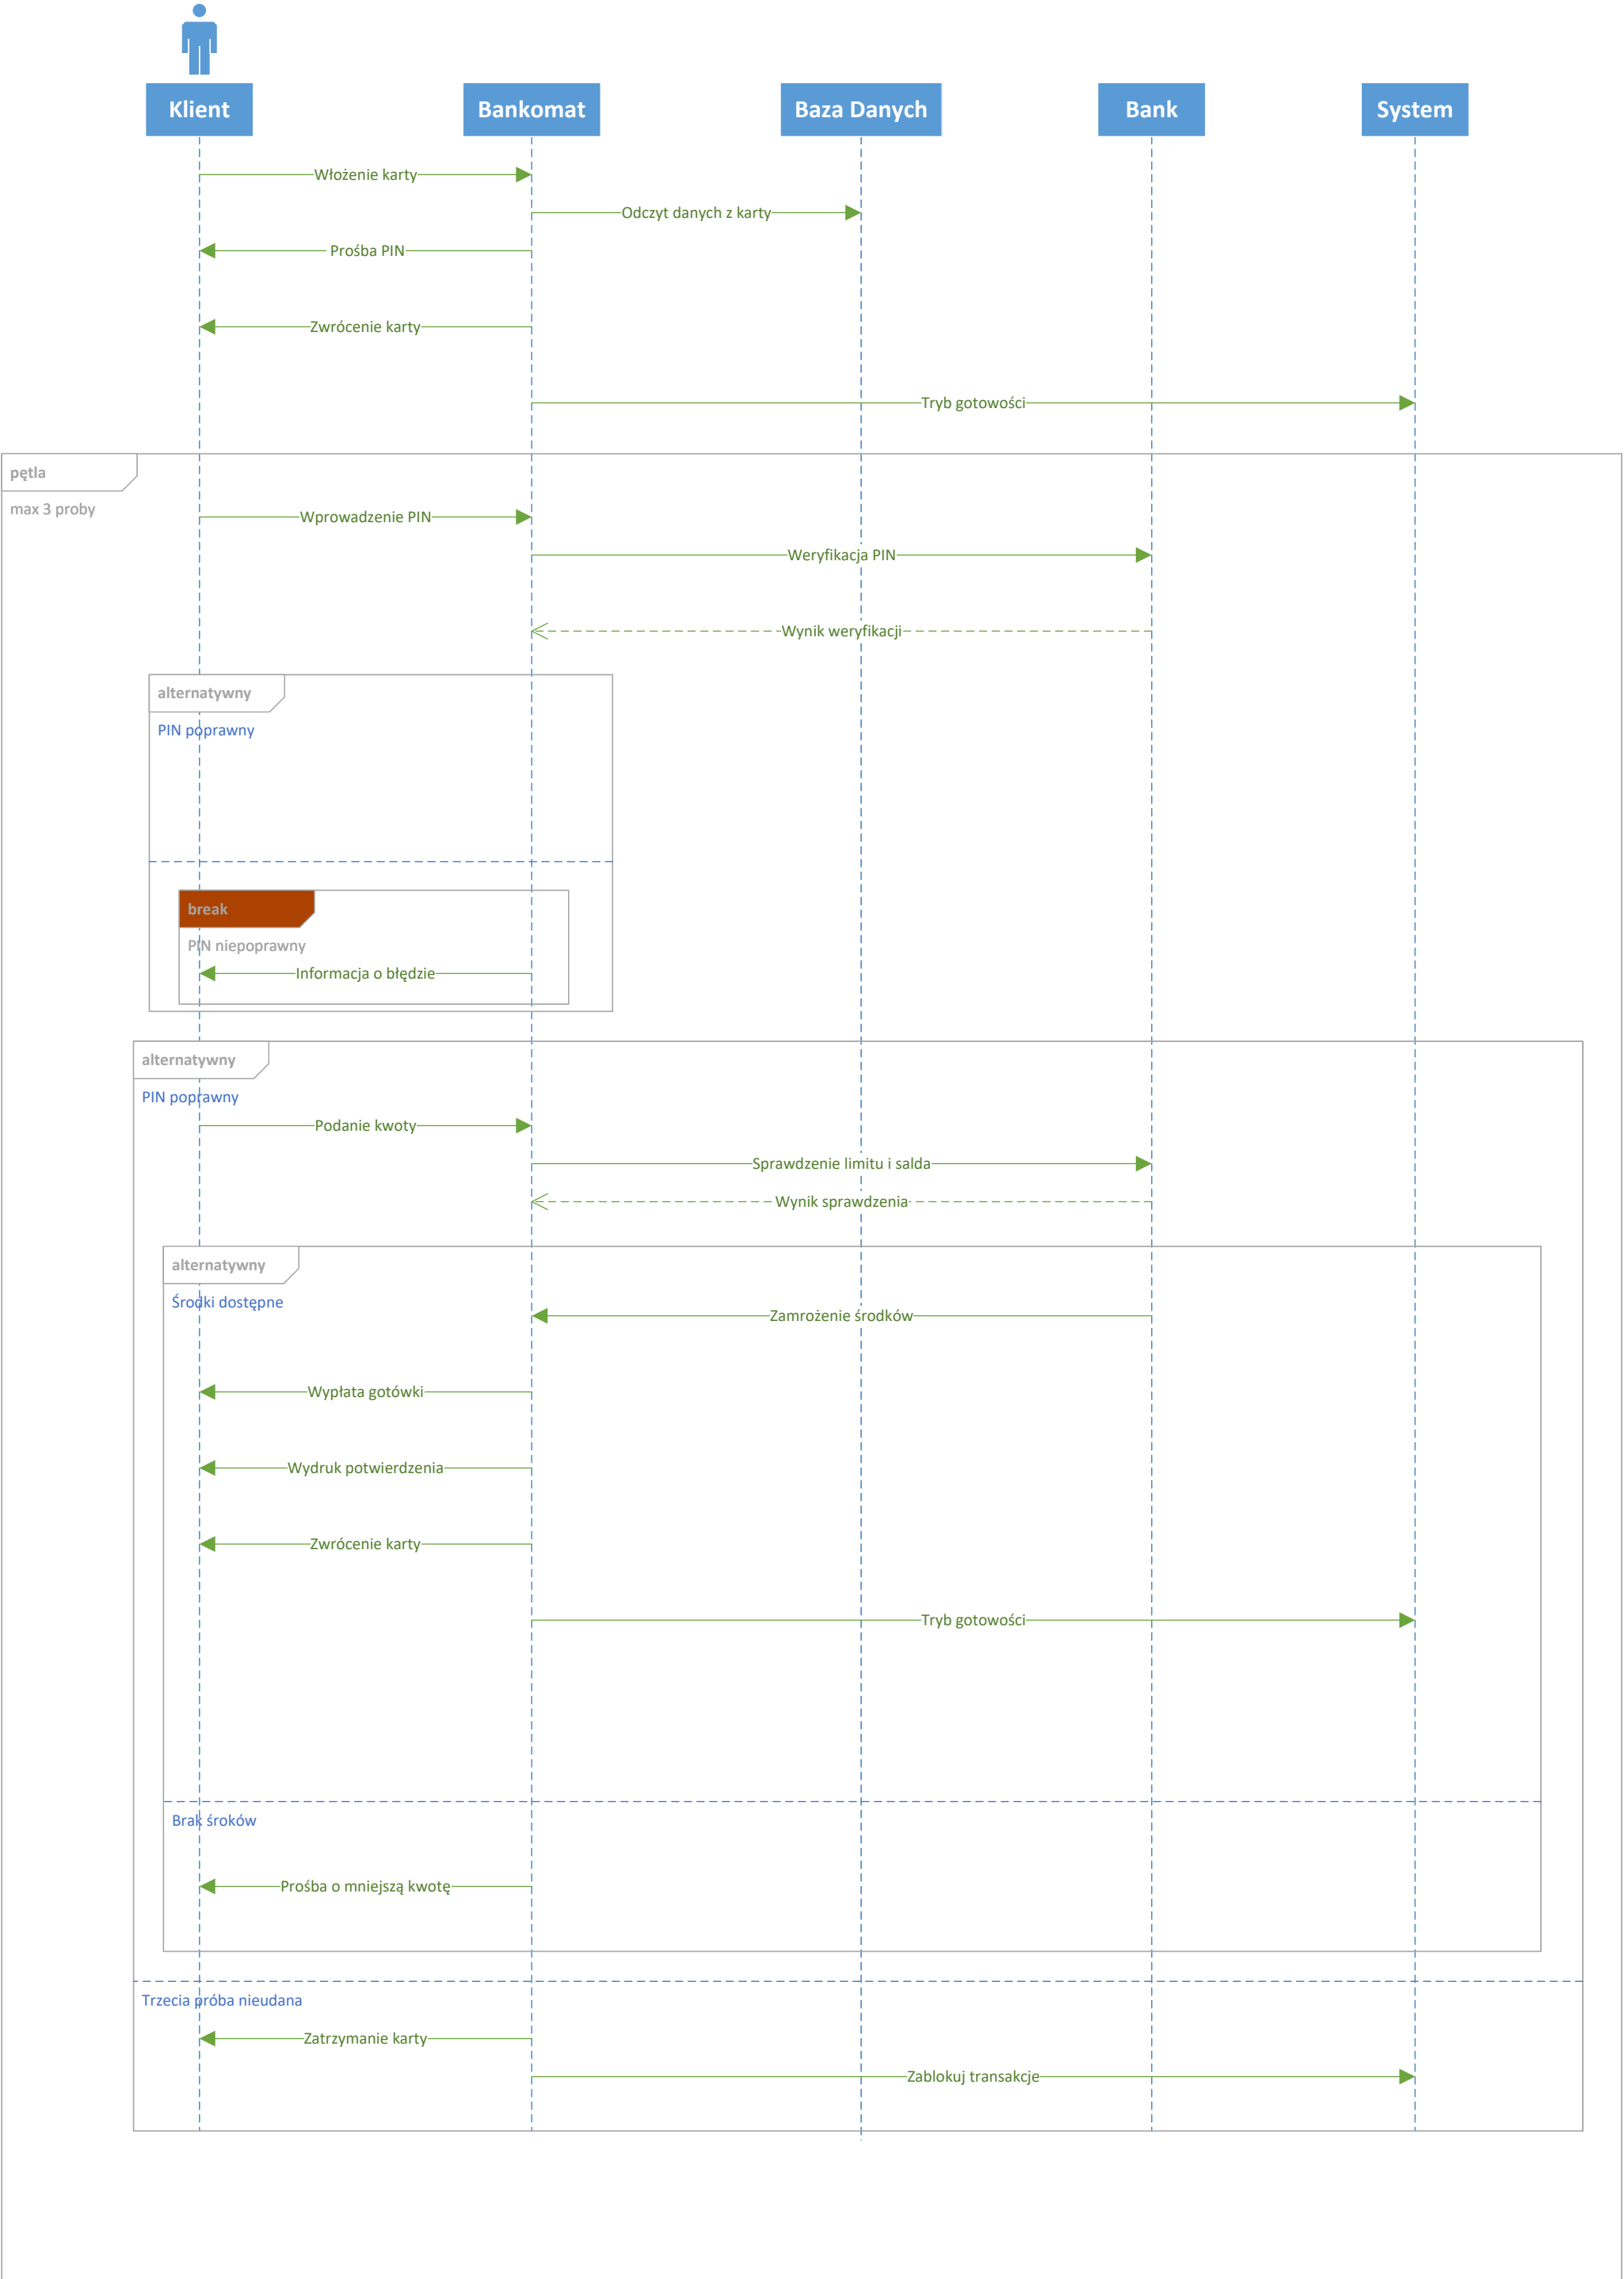 Klient
Bankomat
Baza Danych
Bank
System
Włożenie karty
Odczyt danych z karty
Prośba PIN
Zwrócenie karty
Tryb gotowości
pętla
max 3 proby
Wprowadzenie PIN
Weryfikacja PIN
Wynik weryfikacji
alternatywny
PIN poprawny
break
PIN niepoprawny
Informacja o błędzie
alternatywny
PIN poprawny
Podanie kwoty
Sprawdzenie limitu i salda
Wynik sprawdzenia
alternatywny
Środki dostępne
Zamrożenie środków
Wypłata gotówki
Wydruk potwierdzenia
Zwrócenie karty
Tryb gotowości
Brak śroków
Prośba o mniejszą kwotę
Trzecia próba nieudana
Zatrzymanie karty
Zablokuj transakcje